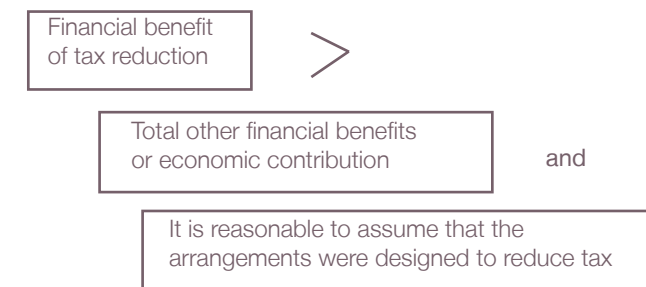 Financial benefit
of tax reduction
>
Total other financial benefits
or economic contribution
and
It is reasonable to assume that the
arrangements were designed to reduce tax